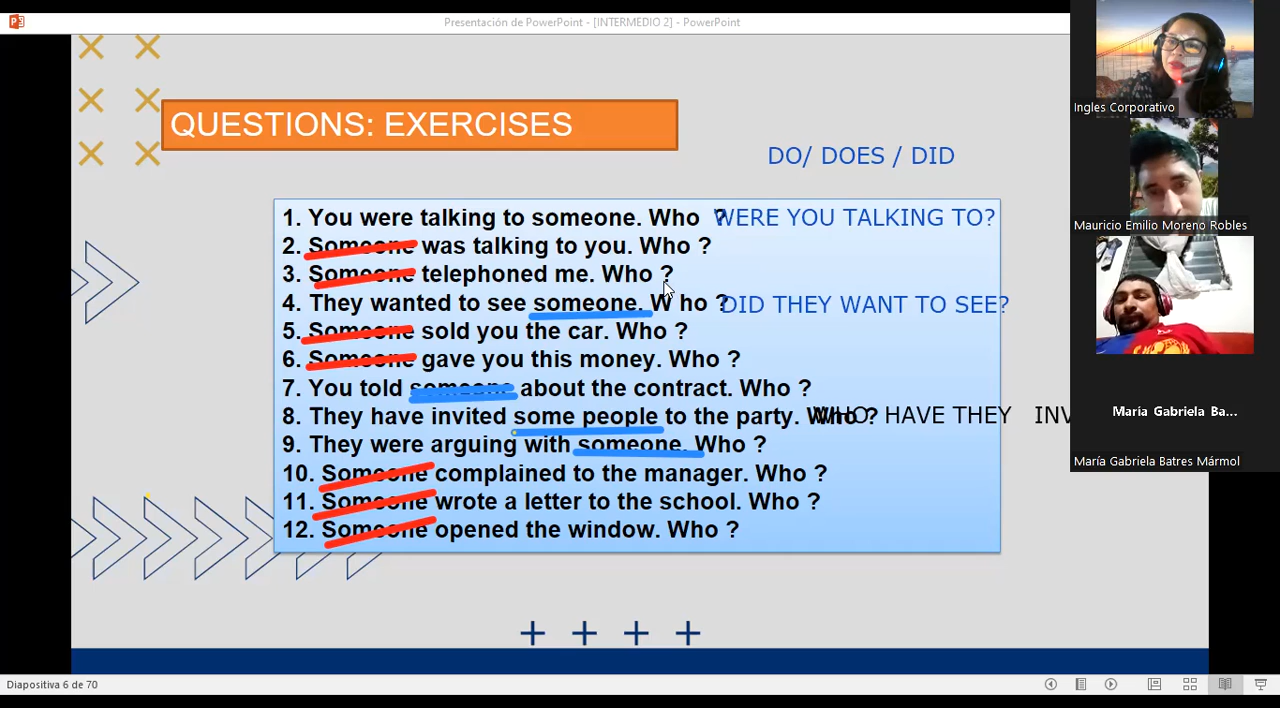 Presentación de PowerPoint - [INTERMEDIO 2] - PowerPoint
QUESTIONS: EXERCISES
DO/ DOES / DID
1. You were talking to someone. Who ? WERE YOU TALKING TO?
2. Someone was talking to you. Who ?
3. Someone telephoned me. Who ?
4. They wanted to see someone. W ho ? DID THEY WANT TO SEE?
5. Someone sold you the car. Who ?
6. Someone gave you this money. Who ?
7. You told someone about the contract. Who ?
8. They have invited some people to the party. Who ? WHO HAVE THEY INV
9. They were arguing with someone. Who ?
10. Someone complained to the manager. Who ?
11. Someone wrote a letter to the school. Who ?
12. Someone opened the window. Who ?
Ingles Corporativo
Mauricio Emilio Moreno Robles
María Gabriela Ba...
María Gabriela Batres Mármol
Diapositiva 6 de 70